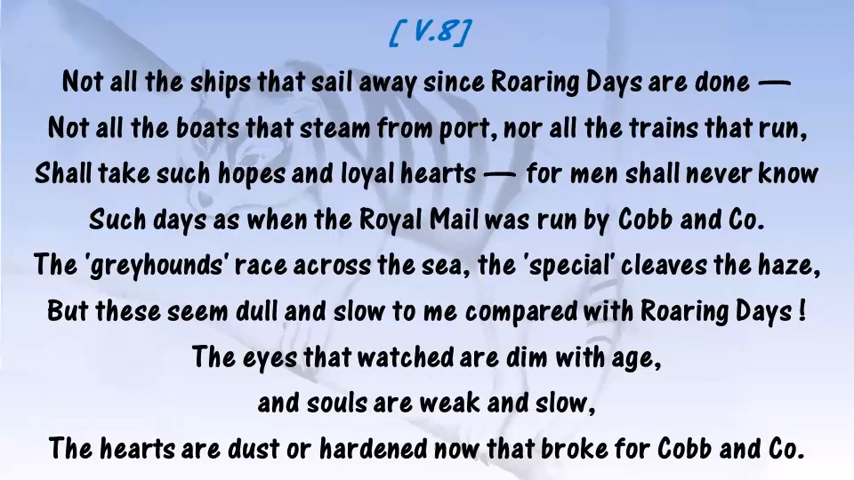 [ V.8]
Not all the ships that sail away since Roaring Days are done —
Not all the boats that steam from port, nor all the trains that run,
Shall take such hopes and loyal hearts — for men shall never know
Such days as when the Royal Mail was run by Cobb and Co.
The 'greyhounds' race across the sea, the 'special' cleaves the haze,
But these seem dull and slow to me compared with Roaring Days !
The eyes that watched are dim with age,
and souls are weak and slow,
The hearts are dust or hardened now that broke for Cobb and Co.